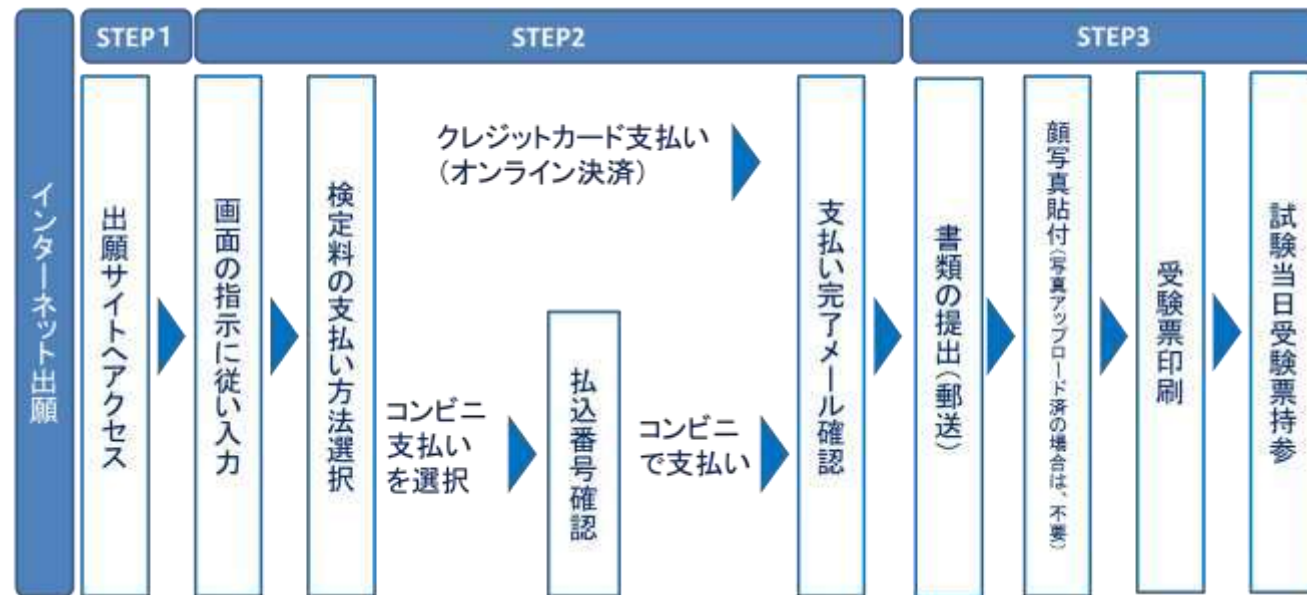 STEP1
STEP2
STEP3
インターネット出願
出願サイトへアクセス
画面の指示に従い入力
検定料の支払い方法選択
クレジットカード支払い
（オンライン決済）
コンビニ
支払い
を選択
払込番号確認
コンビニ
で支払い
支払い完了メール確認
書類の提出（郵送）
顔写真貼付（写真アップロード済の場合は、不要）
受験票印刷
試験当日受験票持参